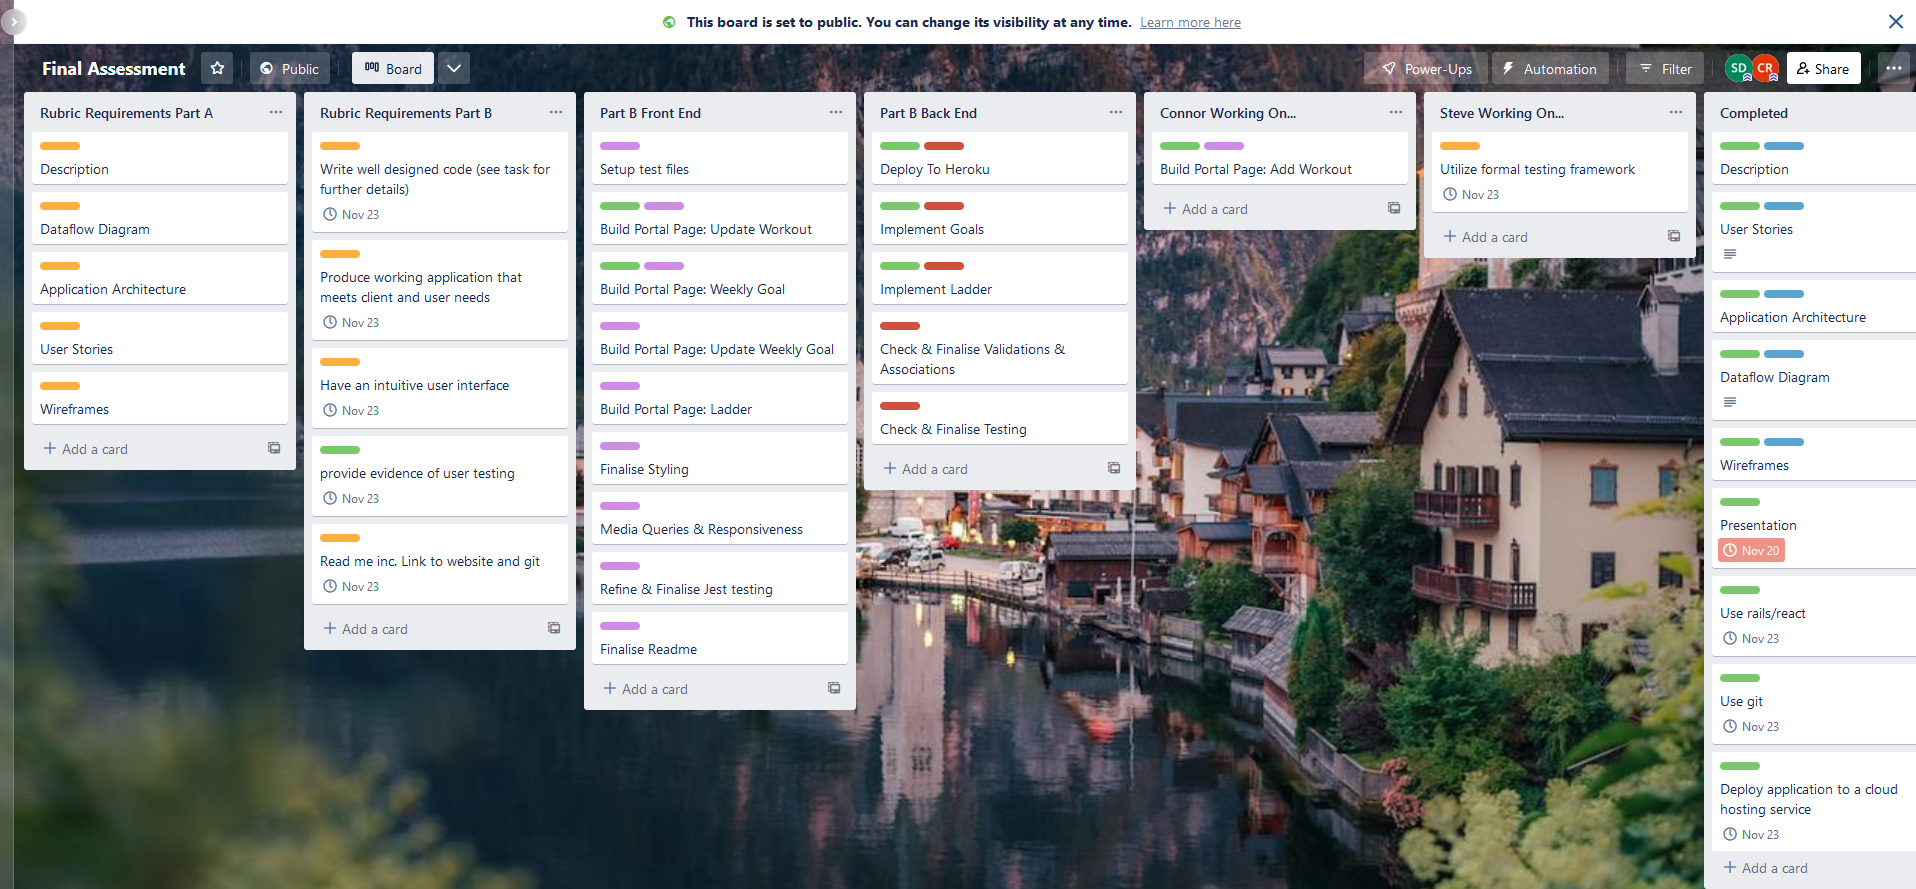 This board is set to public. You can change its visibility at any time. Learn more here
Final Assessment
Public
Board
Power-Ups
Automation
Filter
SD
CR
Share
Rubric Requirements Part A
Description
Dataflow Diagram
Application Architecture
User Stories
Wireframes
Add a card
Rubric Requirements Part B
Write well designed code (see task for
further details)
Nov 23
Produce working application that
meets client and user needs
Nov 23
Have an intuitive user interface
Nov 23
provide evidence of user testing
Nov 23
Read me inc. Link to website and git
Nov 23
Add a card
Part B Front End
Setup test files
Build Portal Page: Update Workout
Build Portal Page: Weekly Goal
Build Portal Page: Update Weekly Goal
Build Portal Page: Ladder
Finalise Styling
Media Queries & Responsiveness
Refine & Finalise Jest testing
Finalise Readme
Add a card
Part B Back End
Deploy To Heroku
Implement Goals
Implement Ladder
Check & Finalise Validations &
Associations
Check & Finalise Testing
Add a card
Connor Working On...
Build Portal Page: Add Workout
Add a card
Steve Working On...
Utilize formal testing framework
Nov 23
Add a card
Completed
Description
User Stories
Application Architecture
Dataflow Diagram
Wireframes
Presentation
Nov 20
Use rails/react
Nov 23
Use git
Nov 23
Deploy application to a cloud
hosting service
Nov 23
Add a card